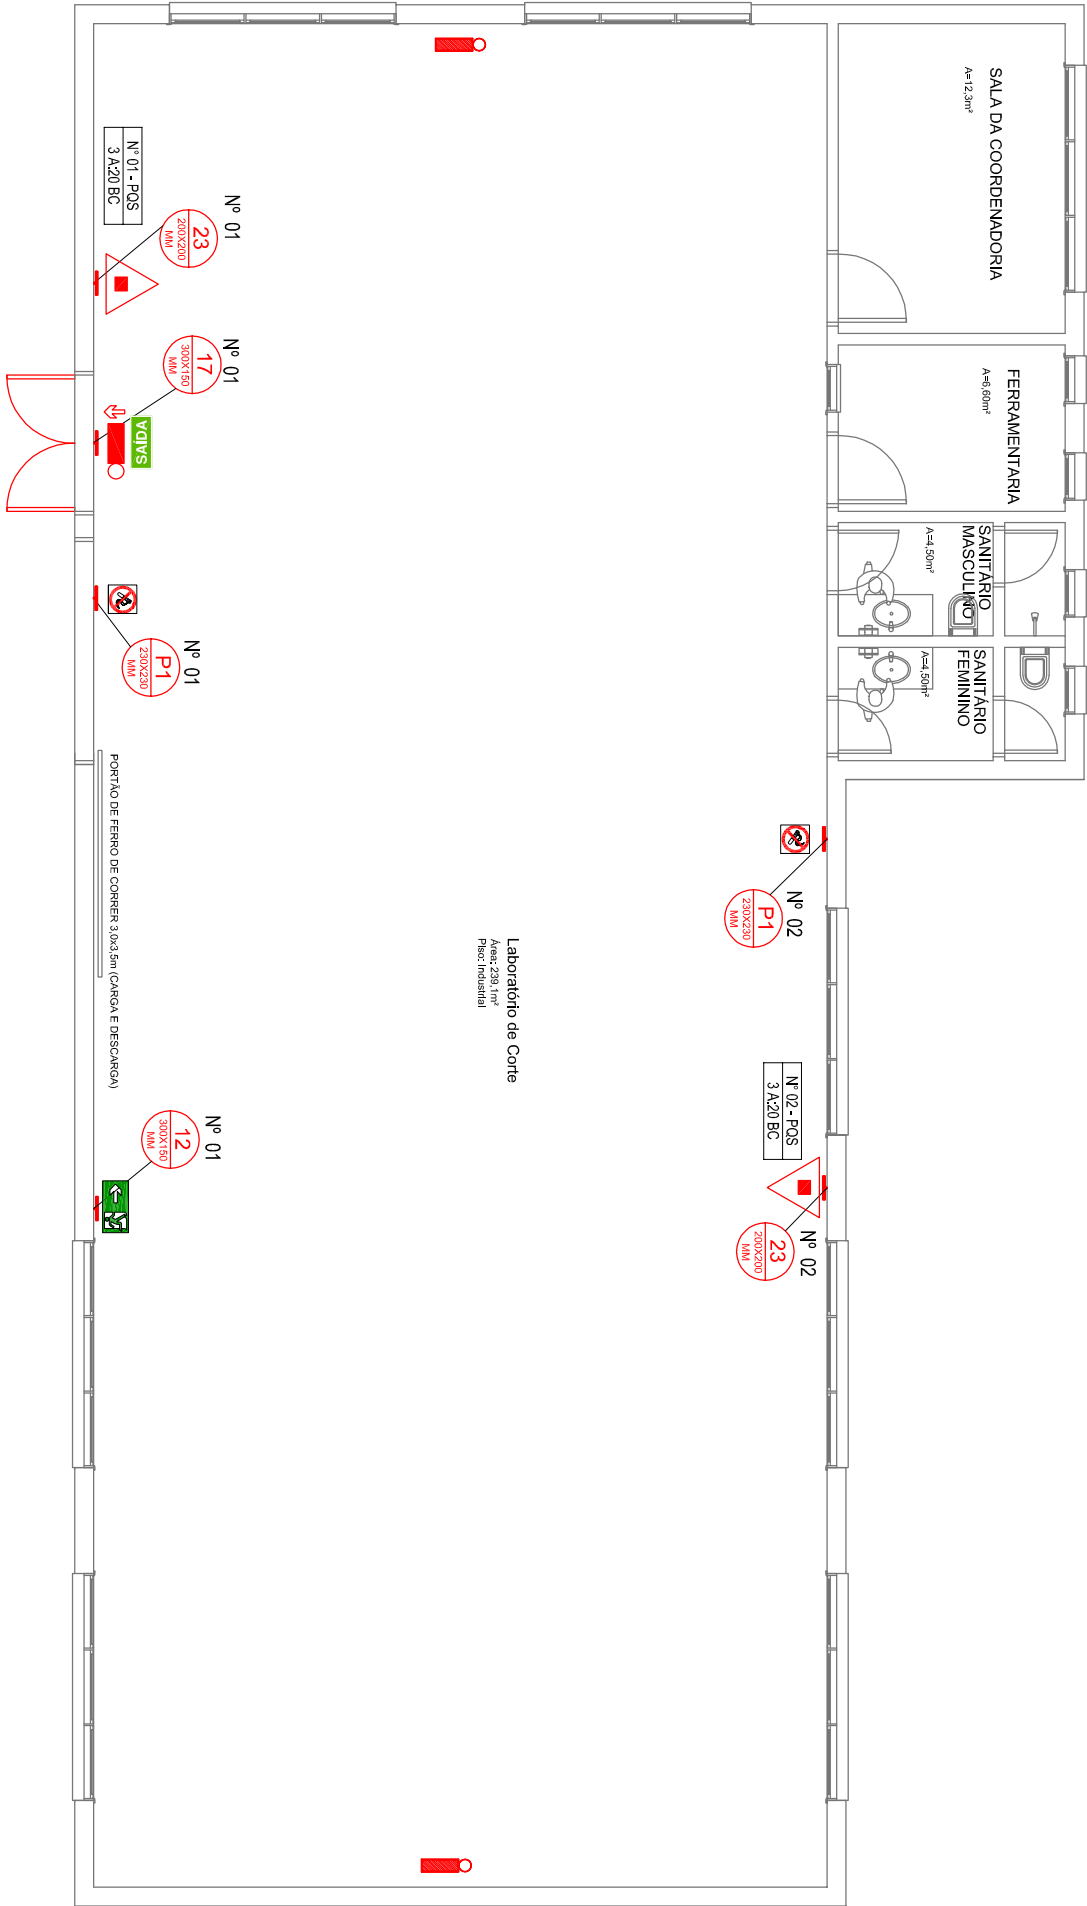 SALA DA COORDENADORIA
A=12,3m²
FERRAMENTARIA
A=6,60m²
SANITÁRIO
MASCULINO
A=4,50m²
SANITÁRIO
FEMININO
A=4,50m²
Nº 01 - PQS
3 A:20 BC
Nº 01
23
200X200
MM
Nº 01
17
300X150
MM
SAÍDA
Nº 01
P1
230X230
MM
PORTÃO DE FERRO DE CORRER 3,0x3,5m (CARGA E DESCARGA)
Nº 01
12
300X150
MM
Laboratório de Corte
Área: 239,1m²
Piso: Industrial
Nº 02
P1
230X230
MM
Nº 02 - PQS
3 A:20 BC
Nº 02
23
200X200
MM